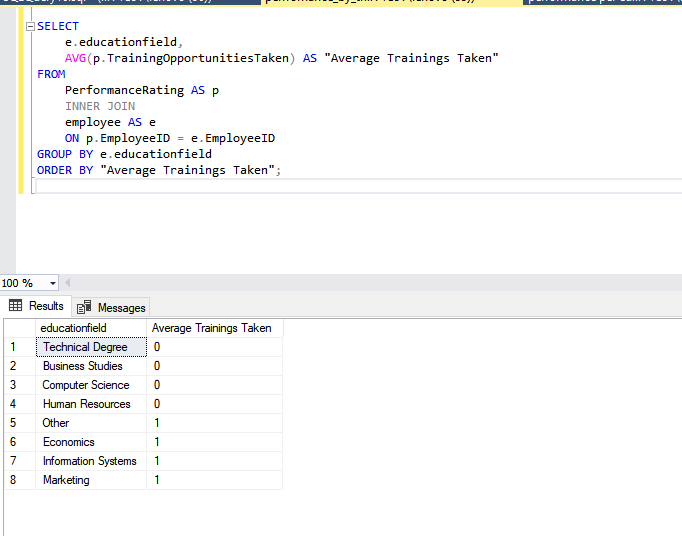 SELECT
e.educationfield,
AVG(p.TrainingOpportunitiesTaken) AS "Average Trainings Taken"
FROM
PerformanceRating AS p
INNER JOIN
employee AS e
ON p.EmployeeID = e.EmployeeID
GROUP BY e.educationfield
ORDER BY "Average Trainings Taken";
100 %
Results Messages
educationfield Average Trainings Taken
1 Technical Degree 0
2 Business Studies 0
3 Computer Science 0
4 Human Resources 0
5 Other 1
6 Economics 1
7 Information Systems 1
8 Marketing 1